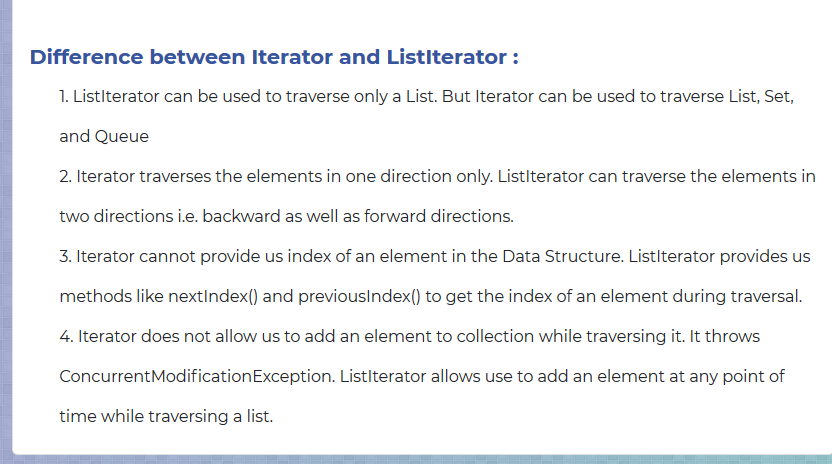 Difference between Iterator and ListIterator :
1. ListIterator can be used to traverse only a List. But Iterator can be used to traverse List, Set,
and Queue
2. Iterator traverses the elements in one direction only. ListIterator can traverse the elements in
two directions i.e. backward as well as forward directions.
3. Iterator cannot provide us index of an element in the Data Structure. ListIterator provides us
methods like nextIndex() and previousIndex() to get the index of an element during traversal.
4. Iterator does not allow us to add an element to collection while traversing it. It throws
ConcurrentModificationException. ListIterator allows use to add an element at any point of
time while traversing a list.